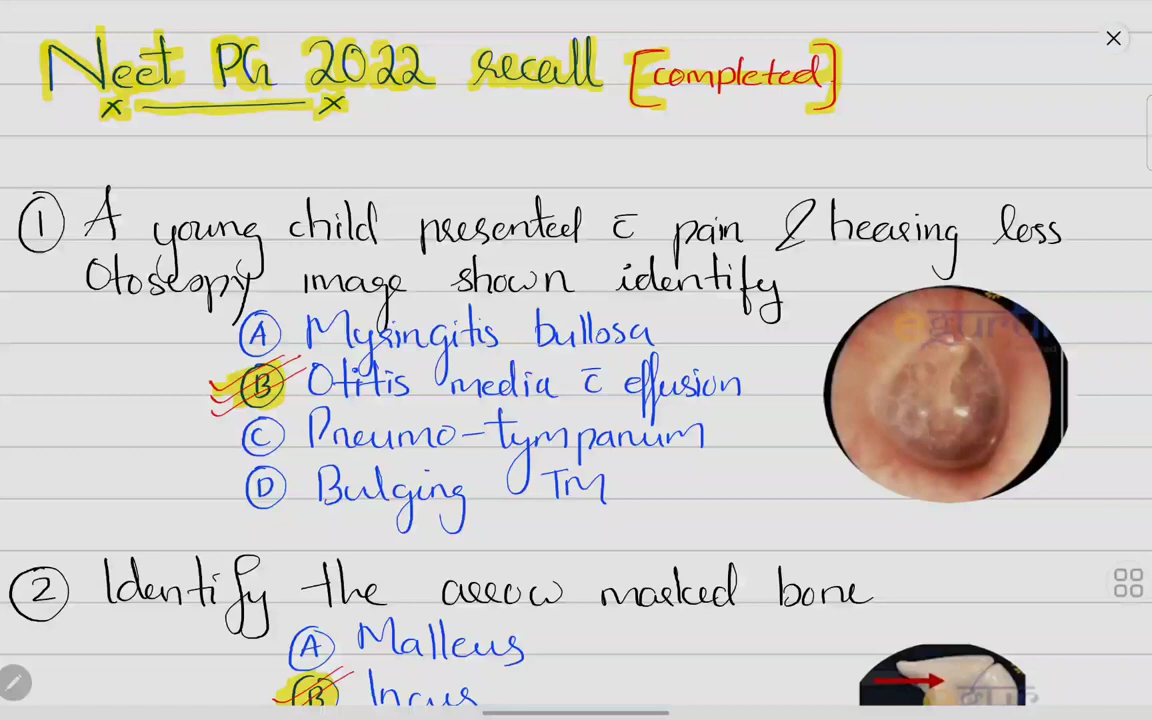 Neet PG 2022 recall [completed]
① A young child presented c̄ pain & hearing loss
Otoscopy image shown identify
Ⓐ Myringitis bullosa
Ⓑ Otitis media c̄ effusion
Ⓒ Pneumo-tympanum
Ⓓ Bulging TM
② Identify the arrow marked bone
Ⓐ Malleus
Ⓑ Incus